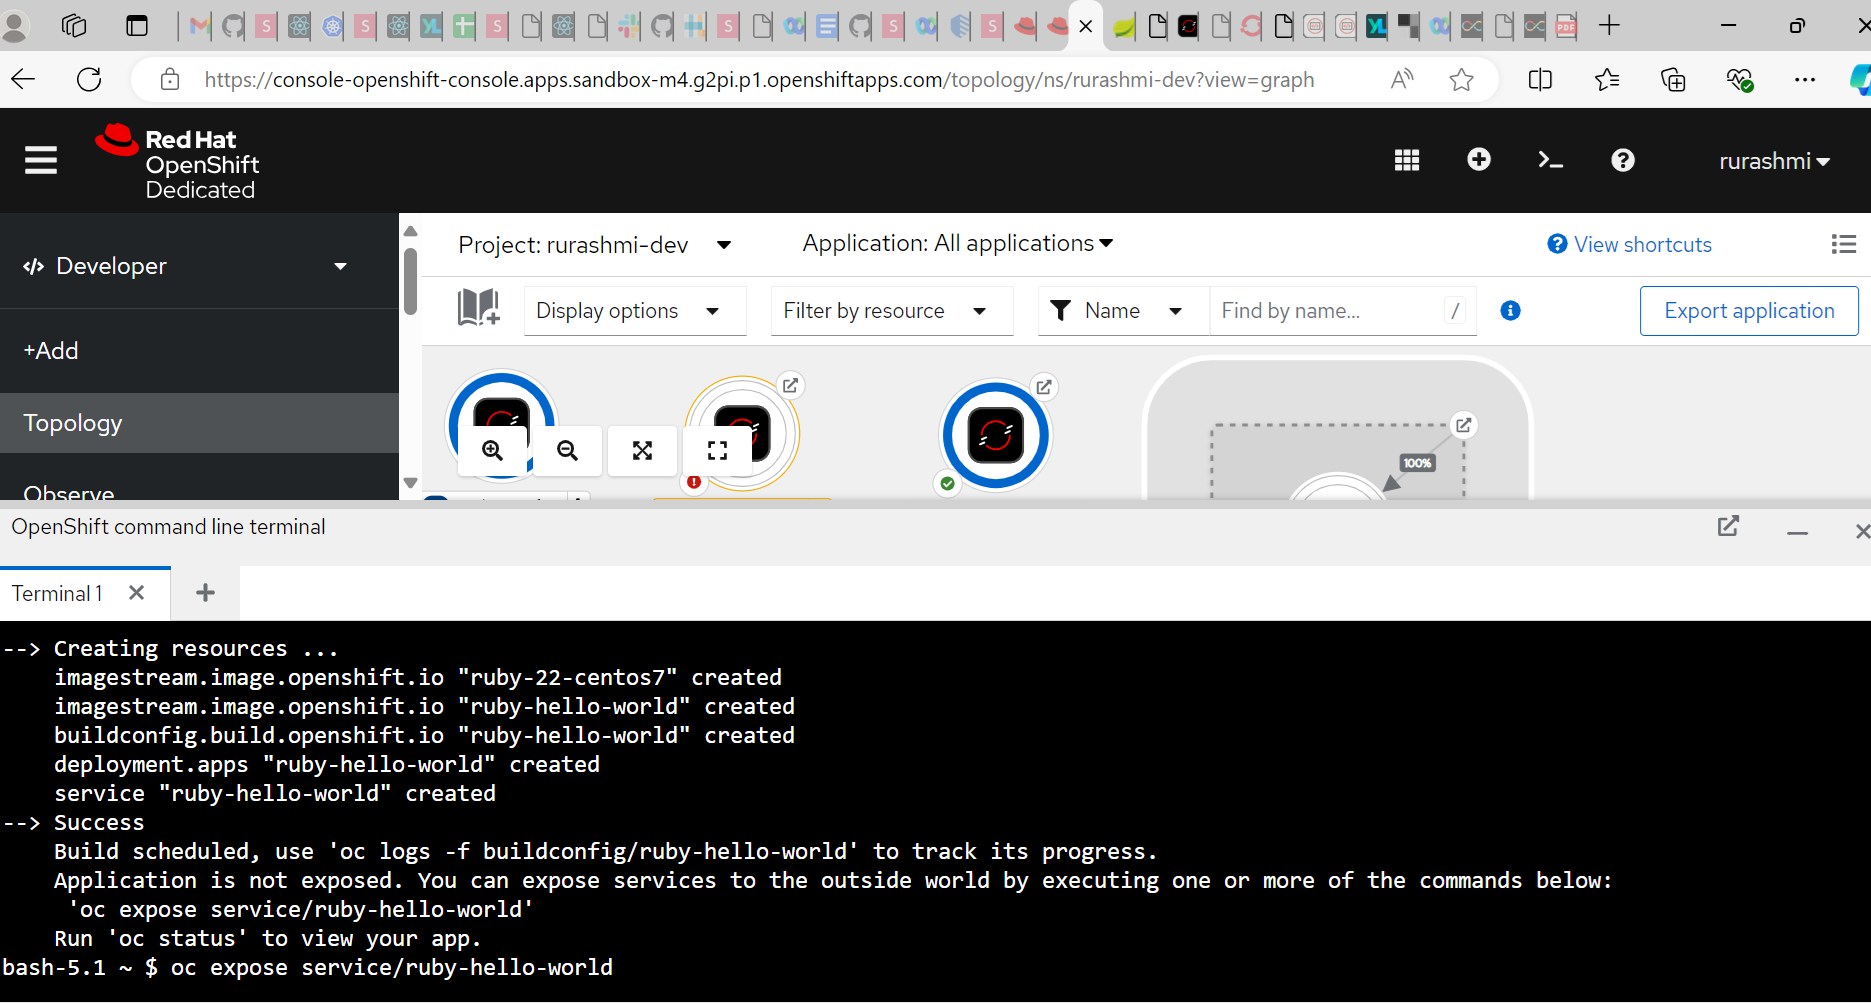 https://console-openshift-console.apps.sandbox-m4.g2pi.p1.openshiftapps.com/topology/ns/rurashmi-dev?view=graph
Red Hat
OpenShift
Dedicated
rurashmi
Developer
+Add
Topology
Observe
Project: rurashmi-dev
Application: All applications
View shortcuts
Display options
Filter by resource
Name
Find by name...
/
Export application
100%
OpenShift command line terminal
Terminal 1
--> Creating resources ...
imagestream.image.openshift.io "ruby-22-centos7" created
imagestream.image.openshift.io "ruby-hello-world" created
buildconfig.build.openshift.io "ruby-hello-world" created
deployment.apps "ruby-hello-world" created
service "ruby-hello-world" created
--> Success
Build scheduled, use 'oc logs -f buildconfig/ruby-hello-world' to track its progress.
Application is not exposed. You can expose services to the outside world by executing one or more of the commands below:
'oc expose service/ruby-hello-world'
Run 'oc status' to view your app.
bash-5.1 ~ $ oc expose service/ruby-hello-world